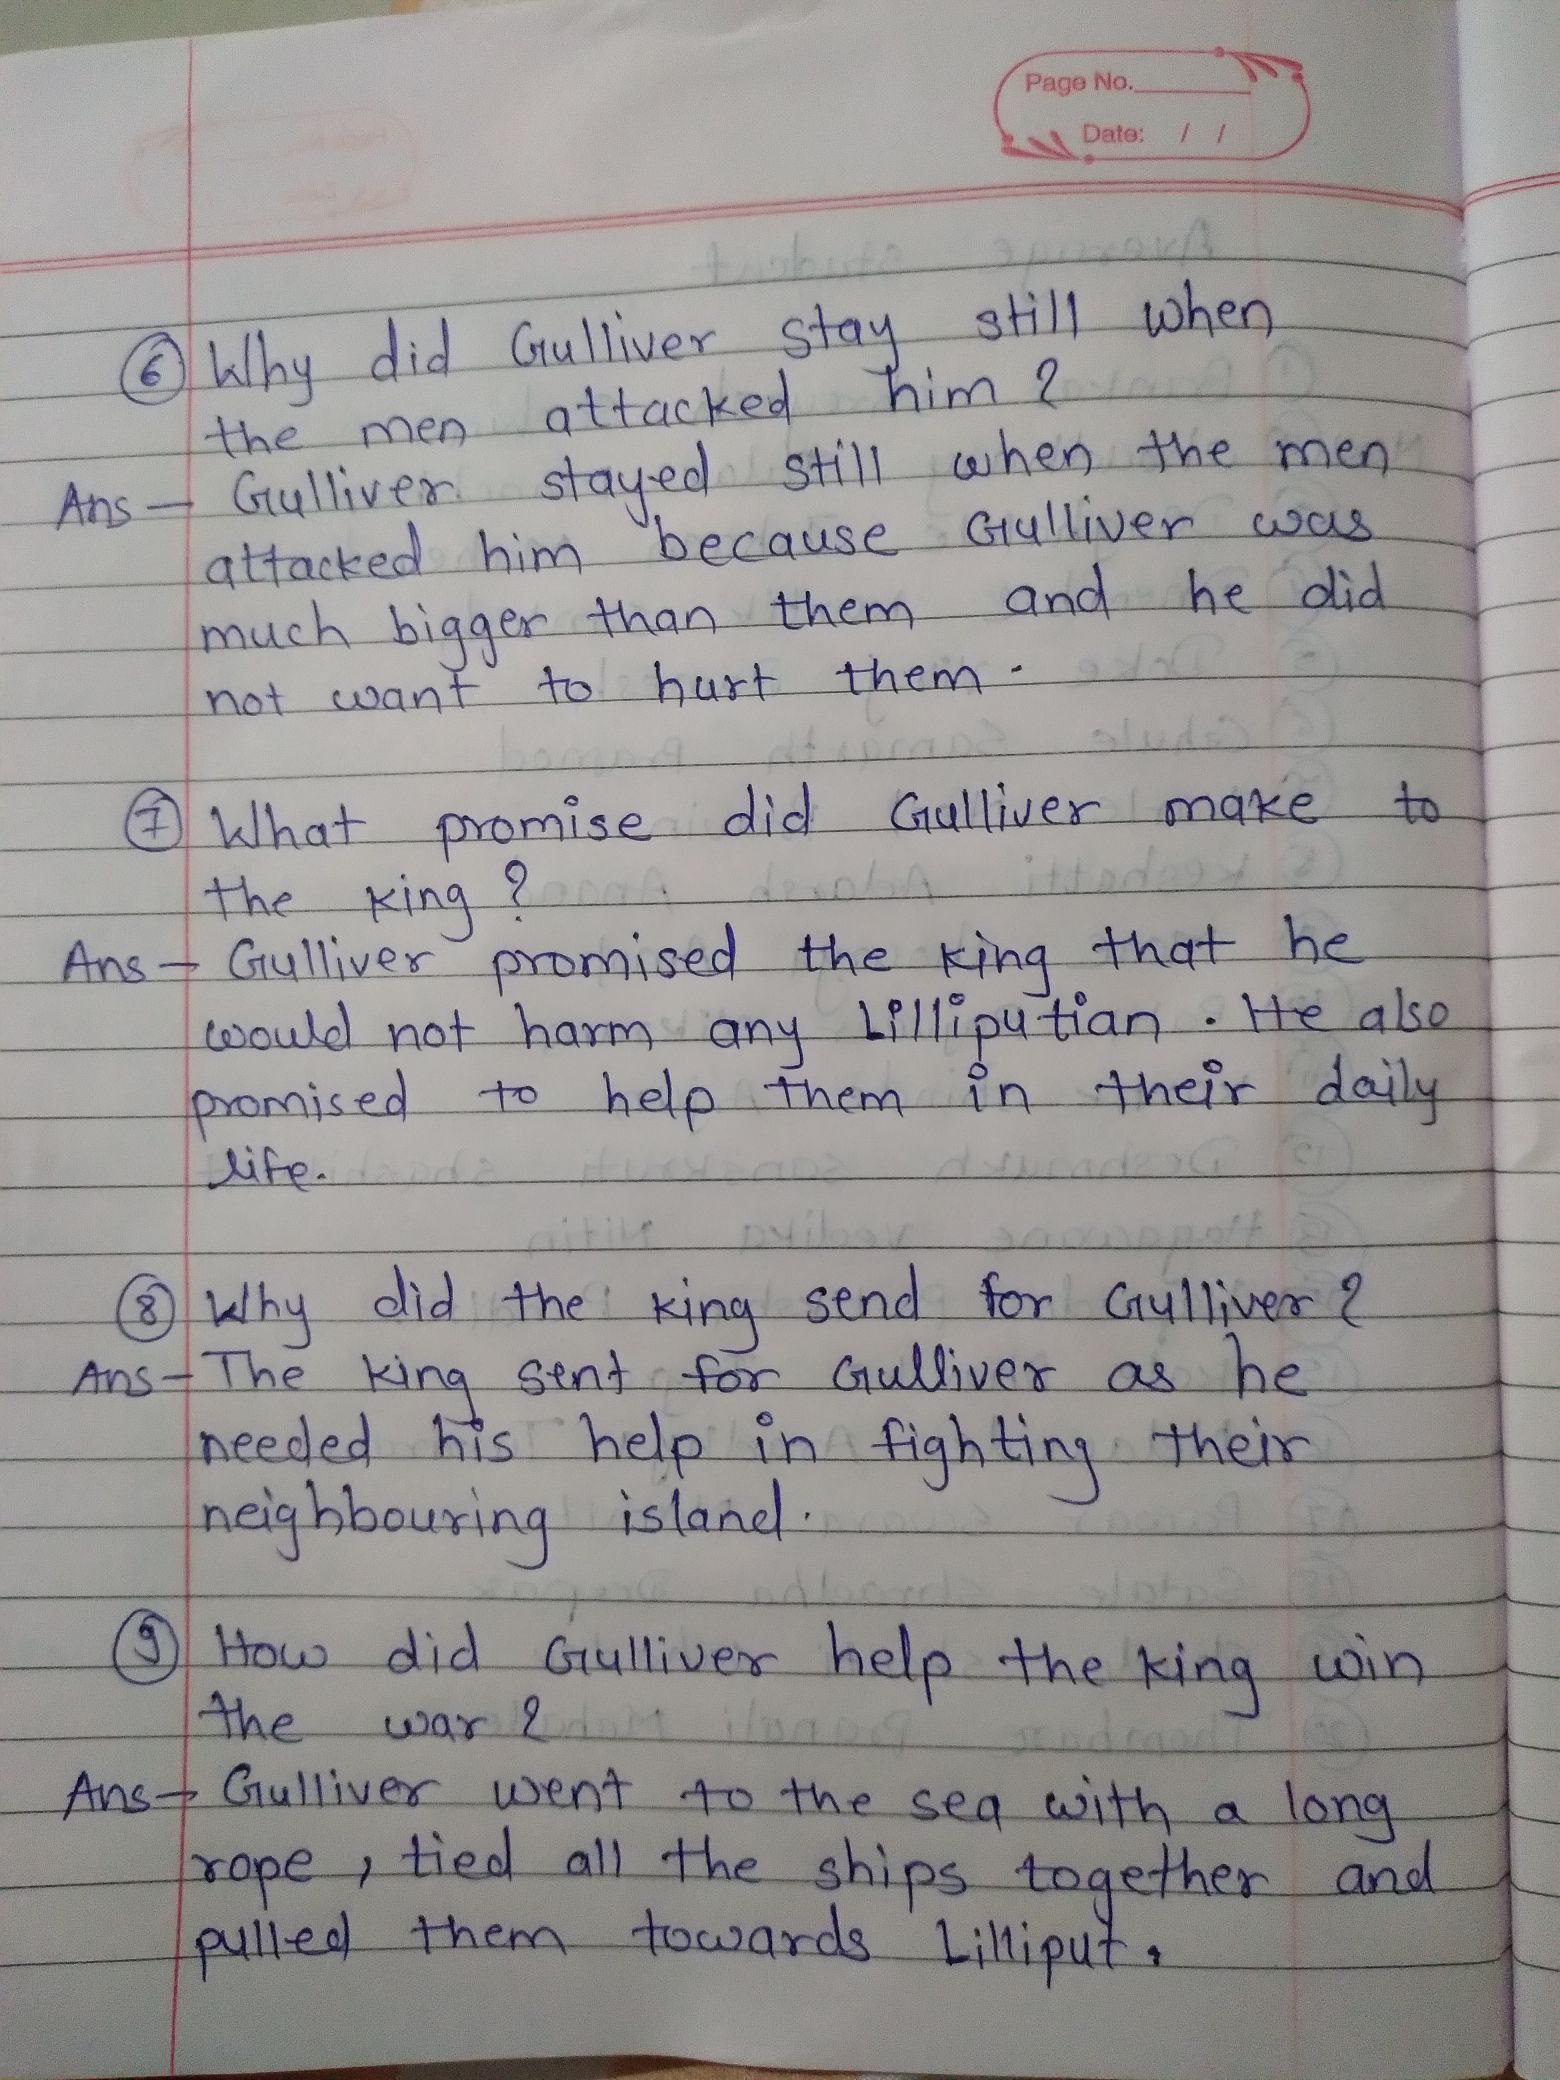 Page No.
Date: / /
⑥ Why did Gulliver stay still when
the men attacked him ?
Ans - Gulliver stayed still when the men
attacked him because Gulliver was
much bigger than them and he did
not want to hurt them.
⑦ What promise did Gulliver make to
the king ?
Ans - Gulliver promised the king that he
would not harm any Lilliputian. He also
promised to help them in their daily
life.
⑧ Why did the king send for Gulliver ?
Ans - The king sent for Gulliver as he
needed his help in fighting their
neighbouring island.
⑨ How did Gulliver help the king win
the war ?
Ans - Gulliver went to the sea with a long
rope, tied all the ships together and
pulled them towards Lilliput.